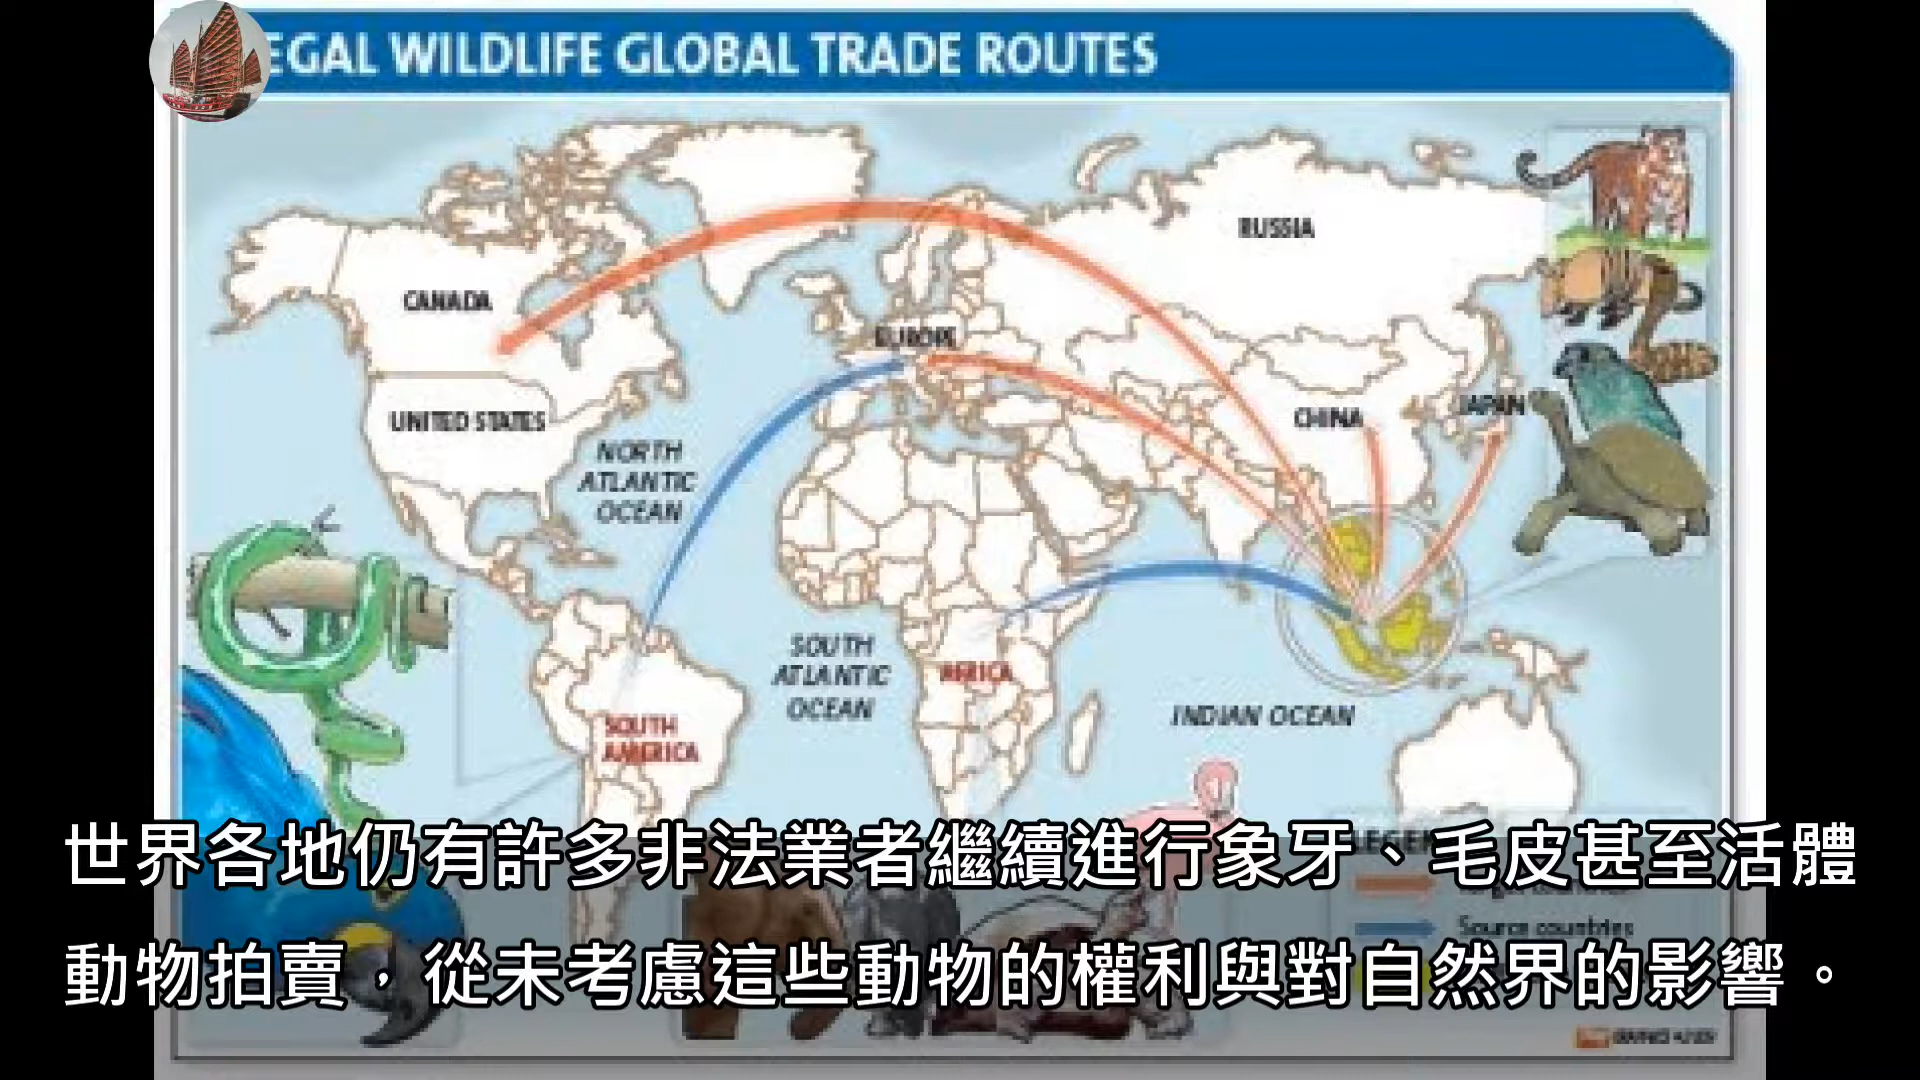 EGAL WILDLIFE GLOBAL TRADE ROUTES
RUSSIA
CANADA
EUROPE
UNITED STATES
CHINA
JAPAN
NORTH
ATLANTIC
OCEAN
SOUTH
ATLANTIC
OCEAN
AFRICA
SOUTH
AMERICA
INDIAN OCEAN
世界各地仍有許多非法業者繼續進行象牙、毛皮甚至活體
Source countries
動物拍賣，從未考慮這些動物的權利與對自然界的影響。